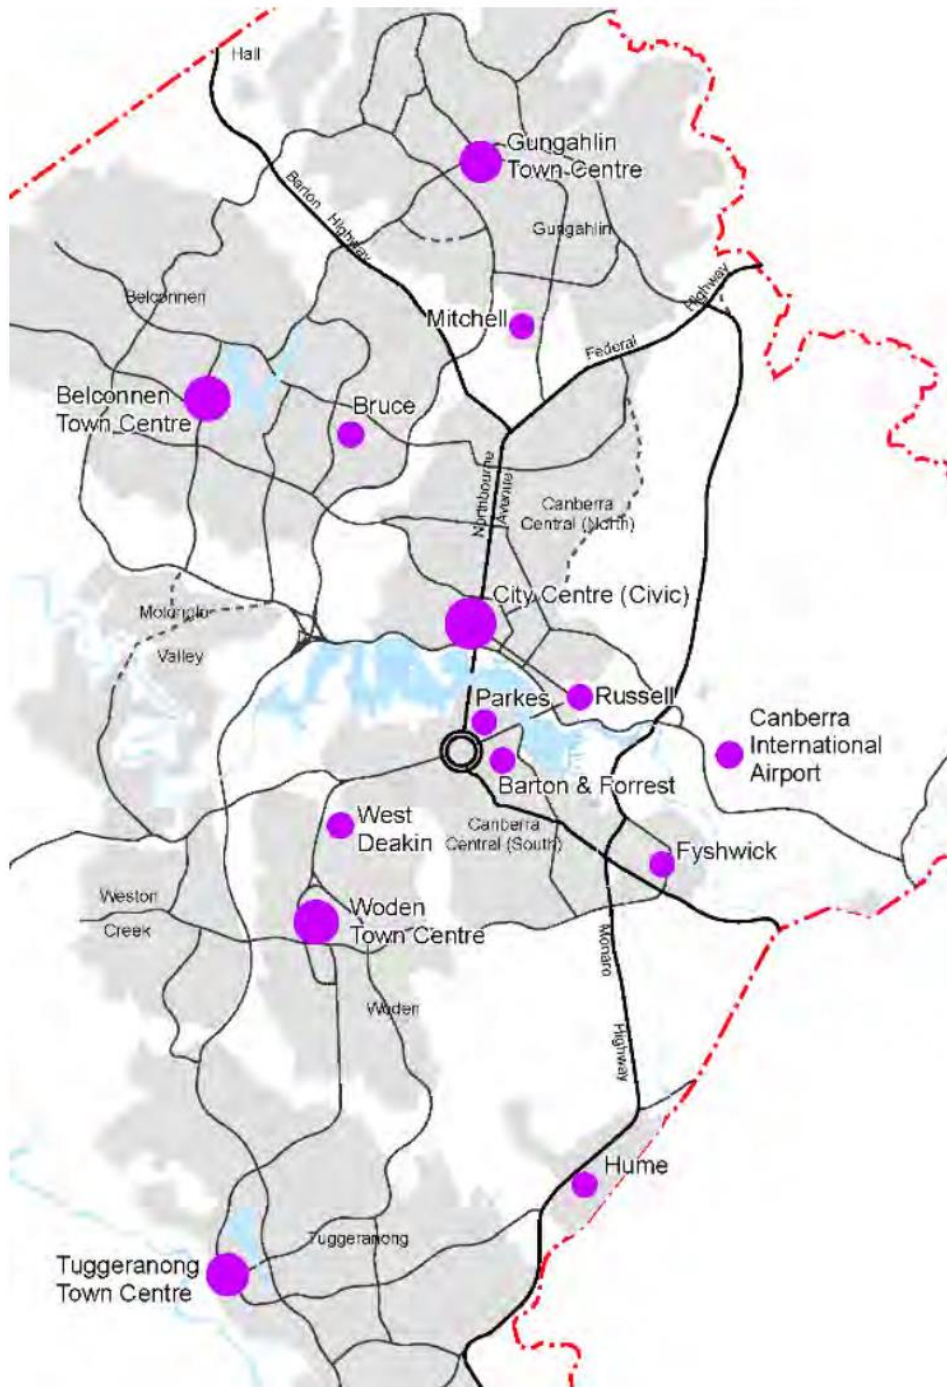 Hall
Gungahlin
Town Centre
Barton Highway
Gungahlin
Belconnen
Mitchell
Federal Highway
Belconnen
Town Centre
Bruce
Northbourne
Avenue
Canberra
Central (North)
City Centre (Civic)
Molonglo
Valley
Parkes
Russell
Canberra
International
Airport
Barton & Forrest
West
Deakin
Canberra
Central (South)
Fyshwick
Weston
Creek
Woden
Town Centre
Monaro Highway
Woden
Hume
Tuggeranong
Tuggeranong
Town Centre